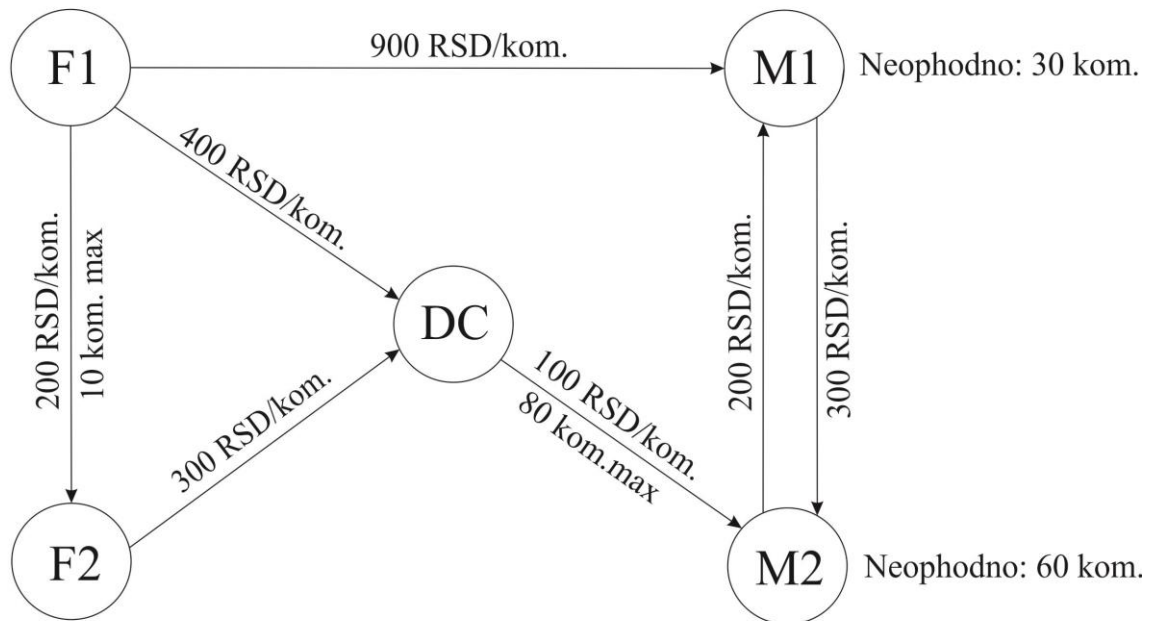 F1
900 RSD/kom.
M1
Neophodno: 30 kom.
400 RSD/kom.
200 RSD/kom.
10 kom. max
DC
200 RSD/kom.
300 RSD/kom.
300 RSD/kom.
100 RSD/kom.
80 kom.max
F2
M2
Neophodno: 60 kom.